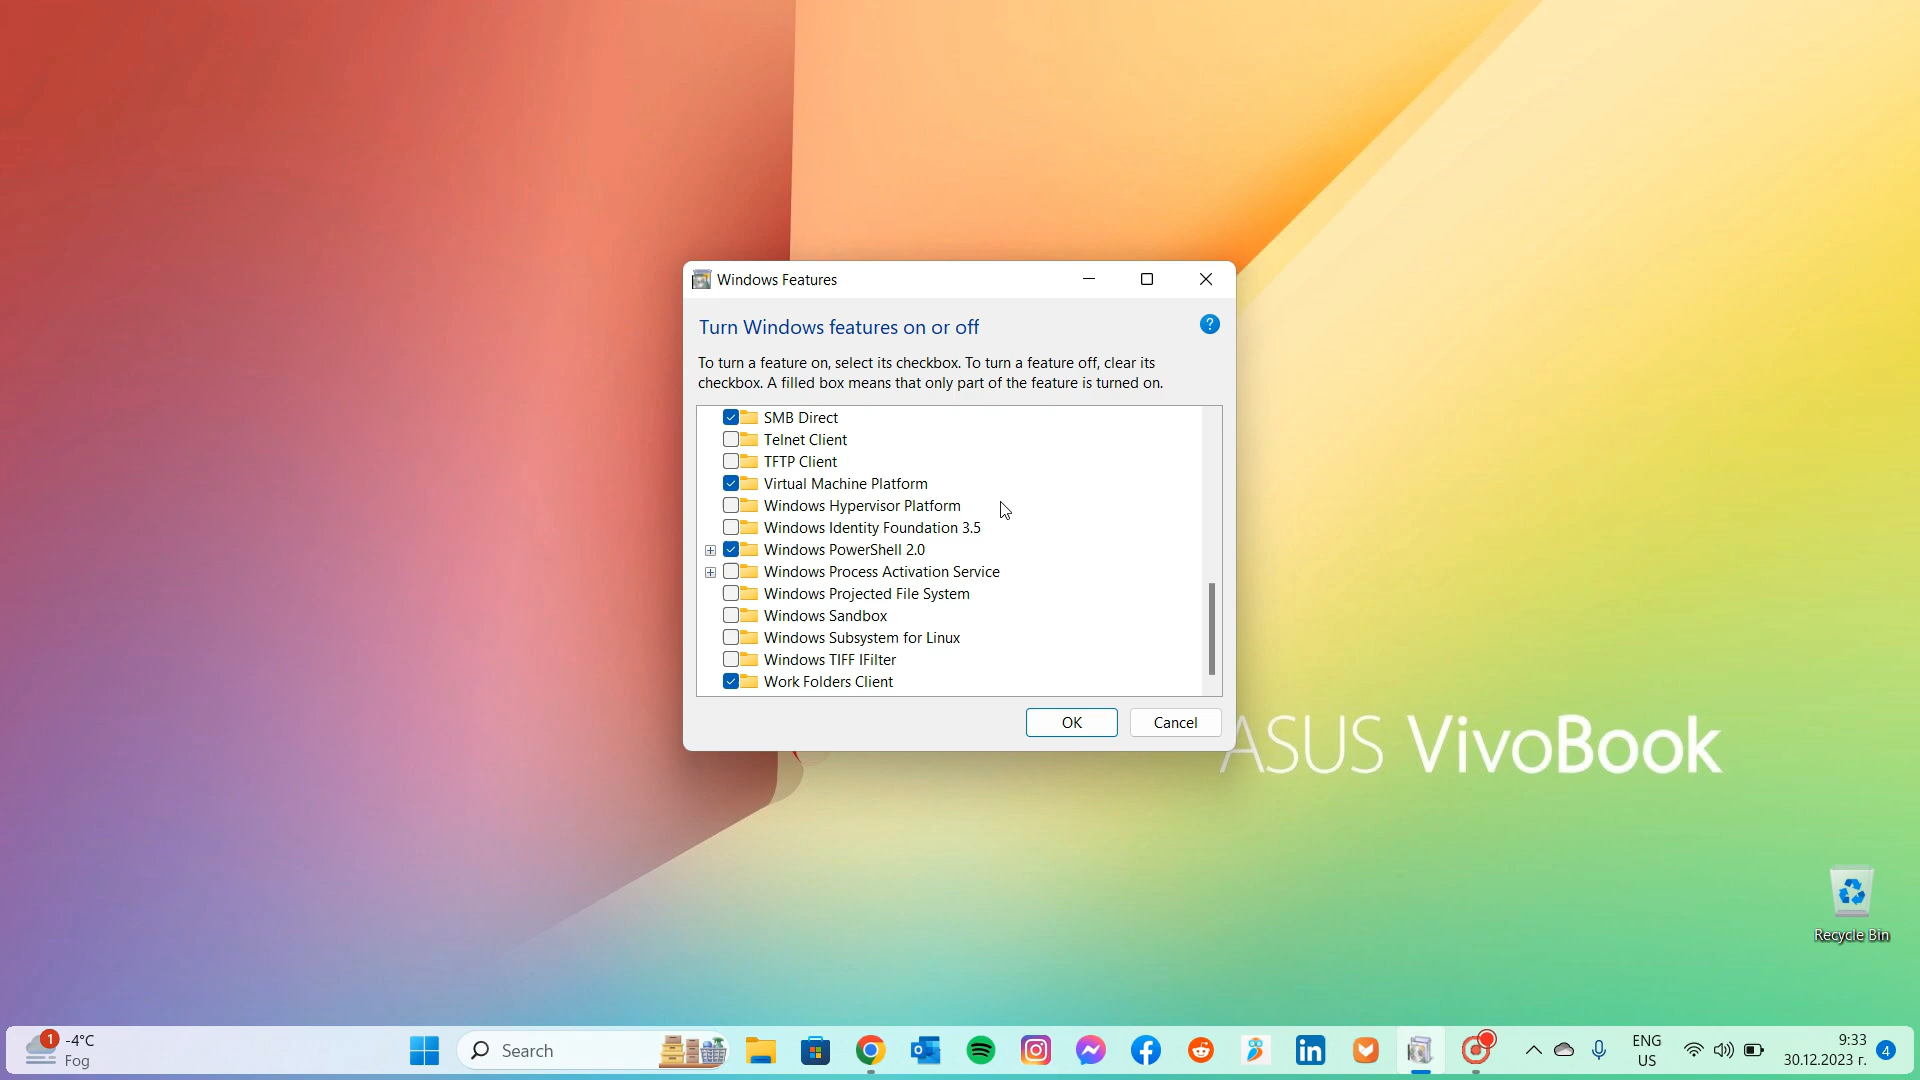 Windows Features
Turn Windows features on or off
?
To turn a feature on, select its checkbox. To turn a feature off, clear its
checkbox. A filled box means that only part of the feature is turned on.
SMB Direct
Telnet Client
TFTP Client
Virtual Machine Platform
Windows Hypervisor Platform
Windows Identity Foundation 3.5
Windows PowerShell 2.0
Windows Process Activation Service
Windows Projected File System
Windows Sandbox
Windows Subsystem for Linux
Windows TIFF IFilter
Work Folders Client
OK
Cancel
ASUS VivoBook
Recycle Bin
1
-4°C
Fog
Search
in
ENG
US
9:33
30.12.2023 г.
4